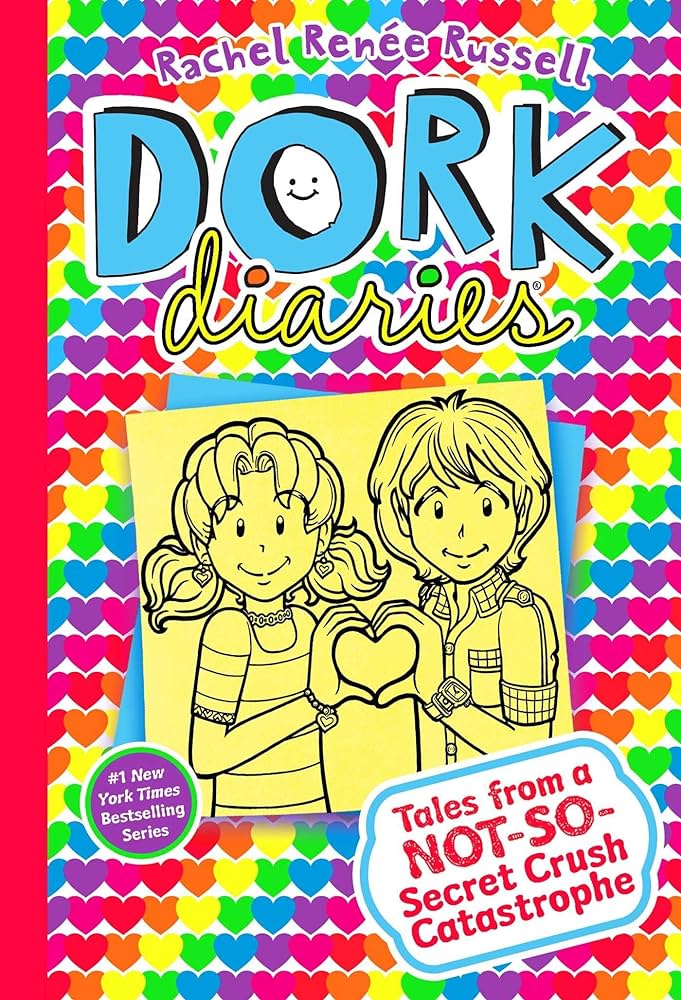 Rachel Renée Russell
DORK
diaries®
#1 New
York Times
Bestselling
Series
Tales from a
NOT-SO-
Secret Crush
Catastrophe